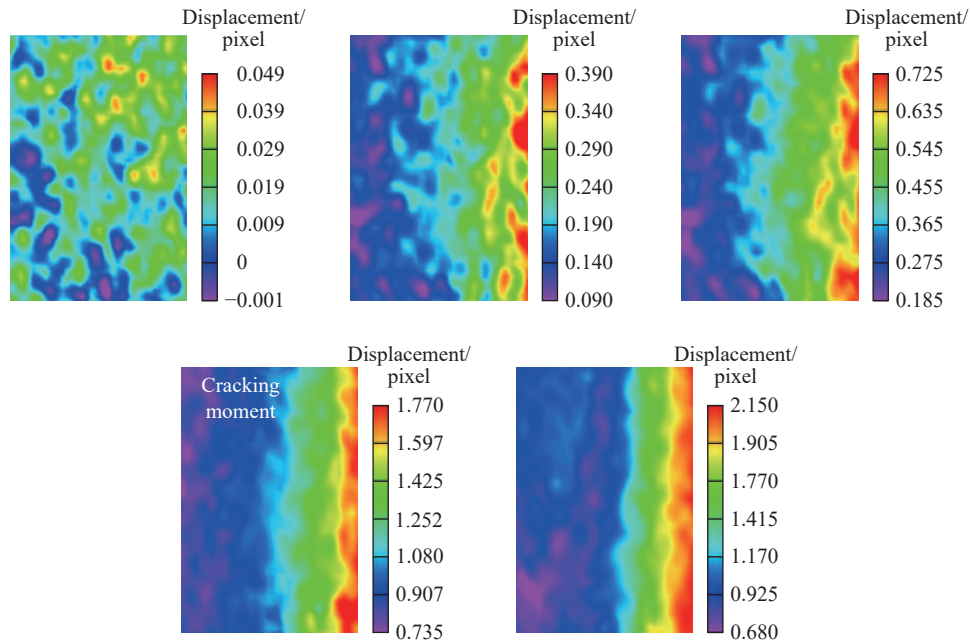 Displacement/
pixel
0.049
0.039
0.029
0.019
0.009
0
−0.001
Displacement/
pixel
0.390
0.340
0.290
0.240
0.190
0.140
0.090
Displacement/
pixel
0.725
0.635
0.545
0.455
0.365
0.275
0.185
Cracking
moment
Displacement/
pixel
1.770
1.597
1.425
1.252
1.080
0.907
0.735
Displacement/
pixel
2.150
1.905
1.780
1.415
1.170
0.925
0.680